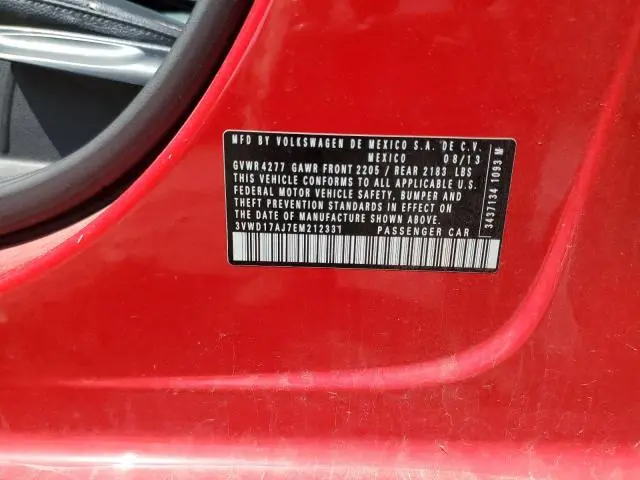 MFD BY VOLKSWAGEN DE MEXICO S.A. DE C.V.
MEXICO 08/13
GVWR 4277 GAWR FRONT 2205 / REAR 2183 LBS
THIS VEHICLE CONFORMS TO ALL APPLICABLE U.S.
FEDERAL MOTOR VEHICLE SAFETY, BUMPER AND
THEFT PREVENTION STANDARDS IN EFFECT ON
THE DATE OF MANUFACTURE SHOWN ABOVE.
3VWD17AJ7EM212331 PASSENGER CAR
3437134 1093 M